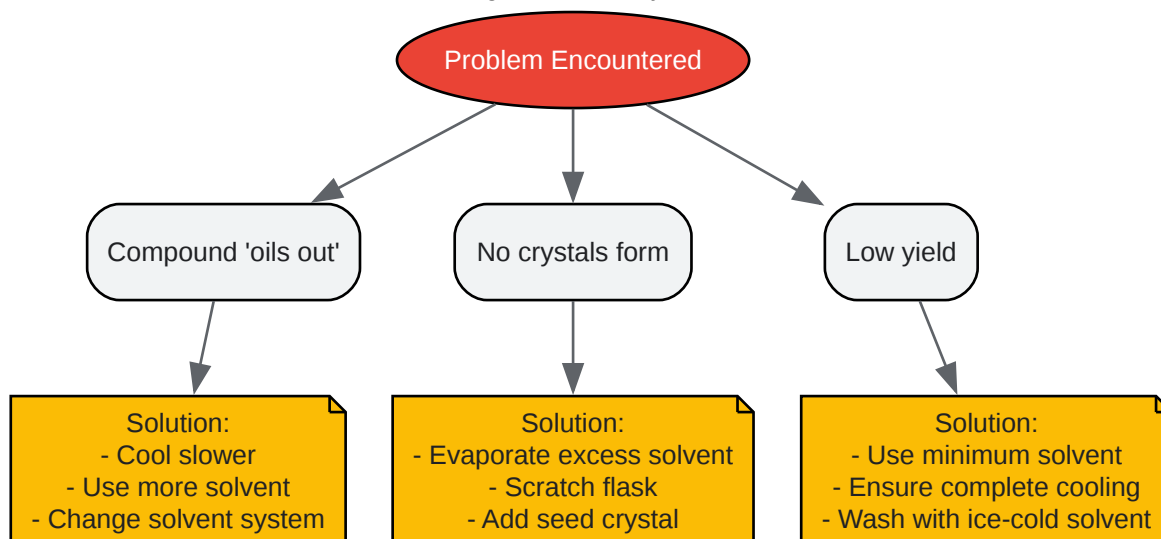 Problem Encountered
Compound 'oils out'
No crystals form
Low yield
Solution:
- Cool slower
- Use more solvent
- Change solvent system
Solution:
- Evaporate excess solvent
- Scratch flask
- Add seed crystal
Solution:
- Use minimum solvent
- Ensure complete cooling
- Wash with ice-cold solvent